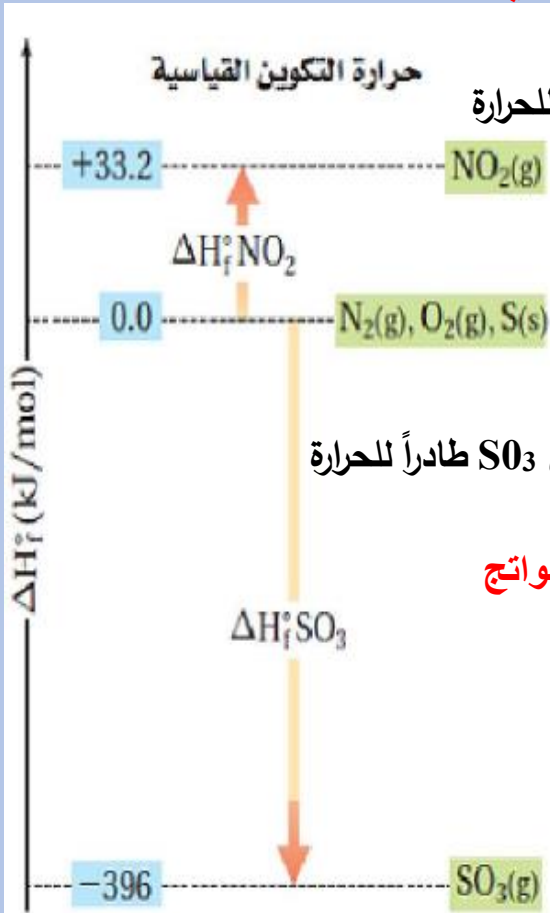 حرارة التكوين القياسية
للحرارة
+33.2 NO₂(g)
ΔH°f NO₂
0.0 N₂(g), O₂(g), S(s)
S0₃ طادراً للحرارة
واتج
ΔH°f SO₃
ΔH°f (kJ/mol)
−396 SO₃(g)